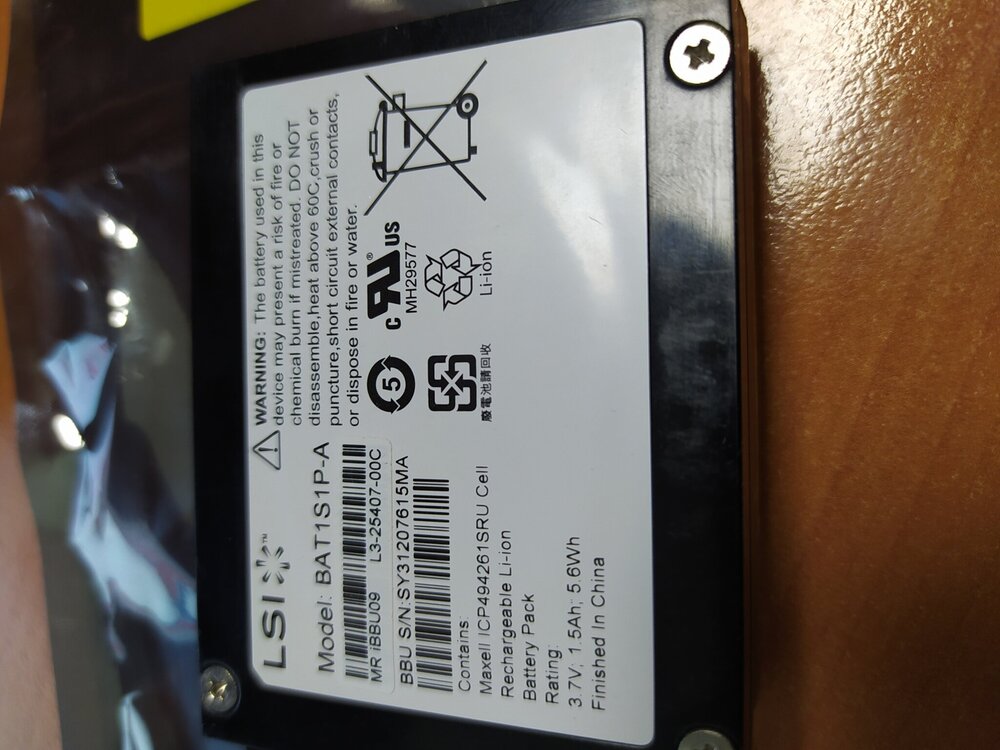 LSI ™
Model: BAT1S1P-A
MR iBBU09 L3-25407-00C
BBU S/N:SY31207615MA
Contains
Maxell ICP494261SRU Cell
Rechargeable Li-ion
Battery Pack
Rating:
3.7V; 1.5Ah; 5.6Wh
Finished In China
WARNING: The battery used in this
device may present a risk of fire or
chemical burn if mistreated. DO NOT
disassemble,heat above 60C,crush or
puncture,short circuit external contacts,
or dispose in fire or water.
5
c RU ® US
MH29577
廢電池請回收
Li-ion